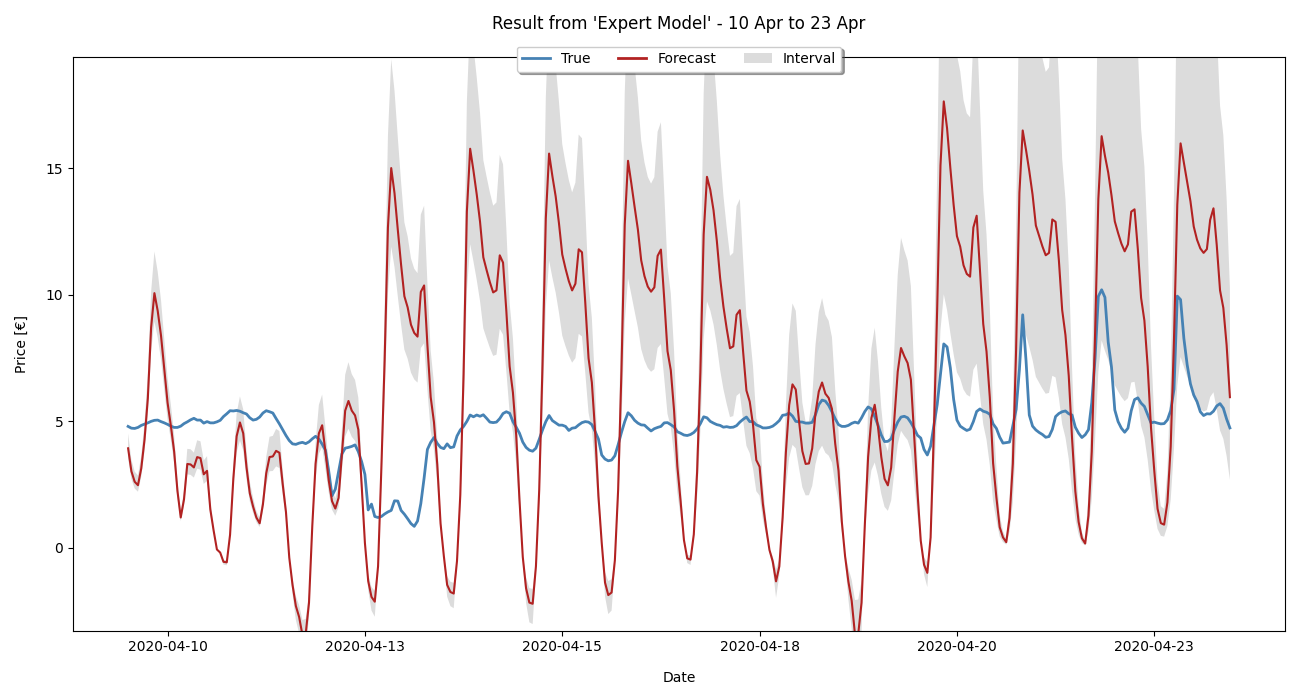 Result from 'Expert Model' - 10 Apr to 23 Apr
True
Forecast
Interval
Price [€]
15
10
5
0
2020-04-10
2020-04-13
2020-04-15
2020-04-18
2020-04-20
2020-04-23
Date